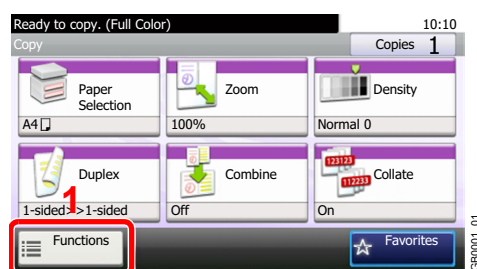 Ready to copy. (Full Color) 10:10
Copy Copies 1
Paper Selection
Zoom
Density
A4
100%
Normal 0
Duplex
Combine
123123
112233
Collate
1-sided>>1-sided
Off
On
1
Functions
Favorites
GB0001_01